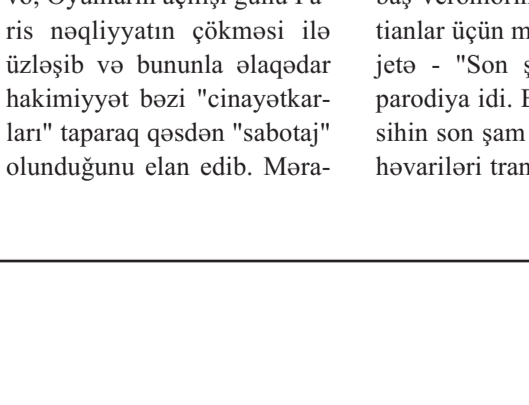 və, Oyunların açılışı günü Pa-
ris nəqliyyatın çökməsi ilə
üzləşib və bununla əlaqədar
hakimiyyət bəzi "cinayətkar-
ları" taparaq qəsdən "sabotaj"
olunduğunu elan edib. Məra-
tianlar üçün
jetə - "Son
parodiya idi.
sihin son şam
həvariləri